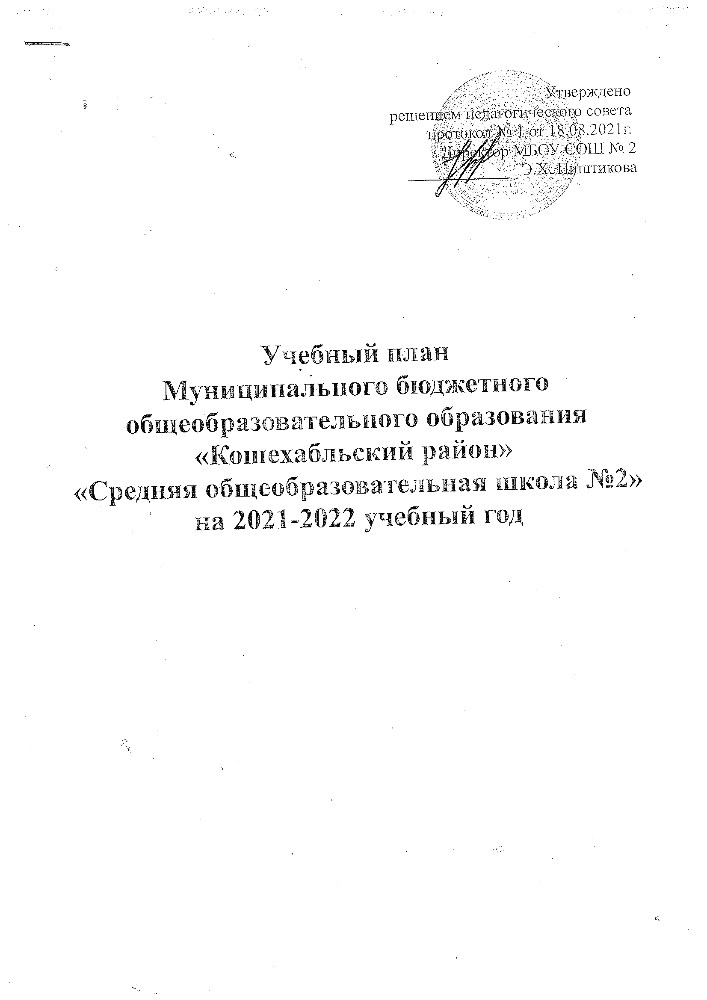 Утверждено
решением педагогического совета
протокол № 1 от 18.08.2021г.
Директор МБОУ СОШ № 2
Э.Х. Пиштикова
Учебный план
Муниципального бюджетного
общеобразовательного образования
«Кошехабльский район»
«Средняя общеобразовательная школа №2»
на 2021-2022 учебный год